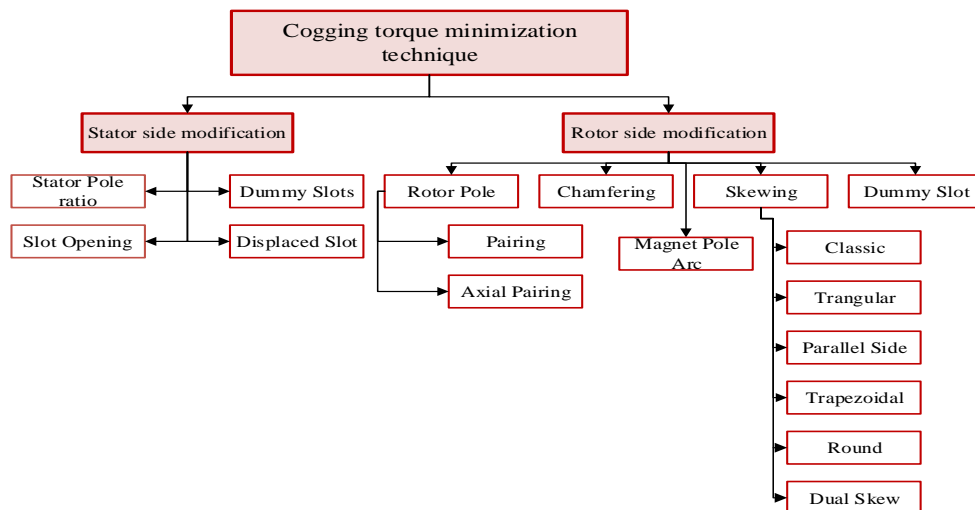 Cogging torque minimization
technique
Stator side modification
Rotor side modification
Stator Pole
ratio
Dummy Slots
Rotor Pole
Chamfering
Skewing
Dummy Slot
Slot Opening
Displaced Slot
Pairing
Magnet Pole
Arc
Classic
Axial Pairing
Trangular
Parallel Side
Trapezoidal
Round
Dual Skew